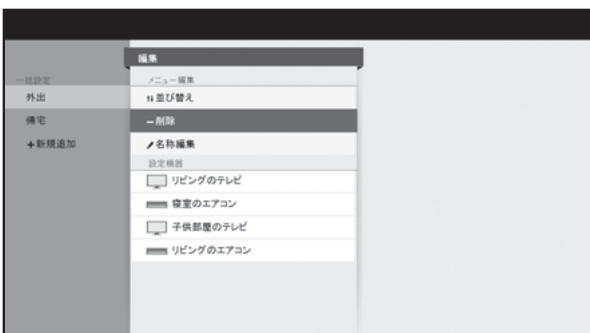 一括設定
外出
帰宅
+新規追加
編集
メニュー編集
並び替え
削除
名称編集
設定機器
リビングのテレビ
寝室のエアコン
子供部屋のテレビ
リビングのエアコン